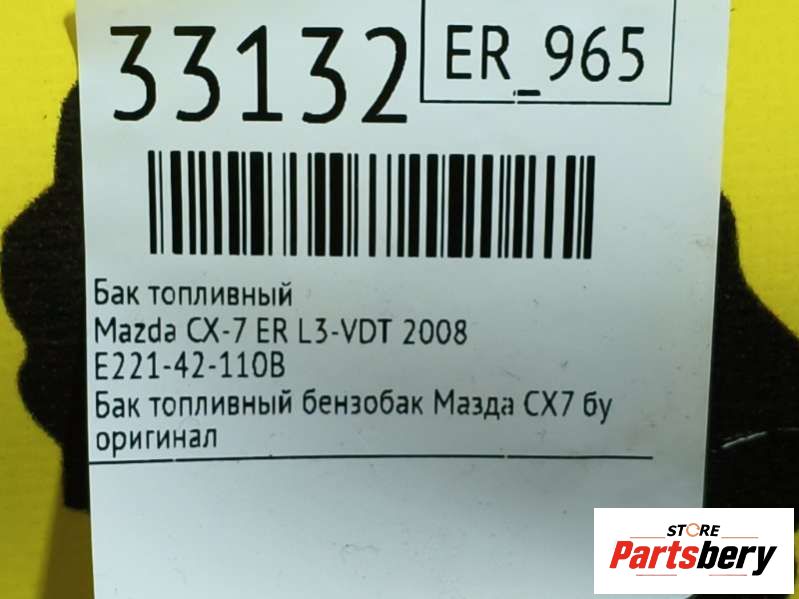 33132
ER_965
Бак топливный
Mazda CX-7 ER L3-VDT 2008
E221-42-110B
Бак топливный бензобак Мазда СХ7 бу
оригинал
STORE
Partsbery